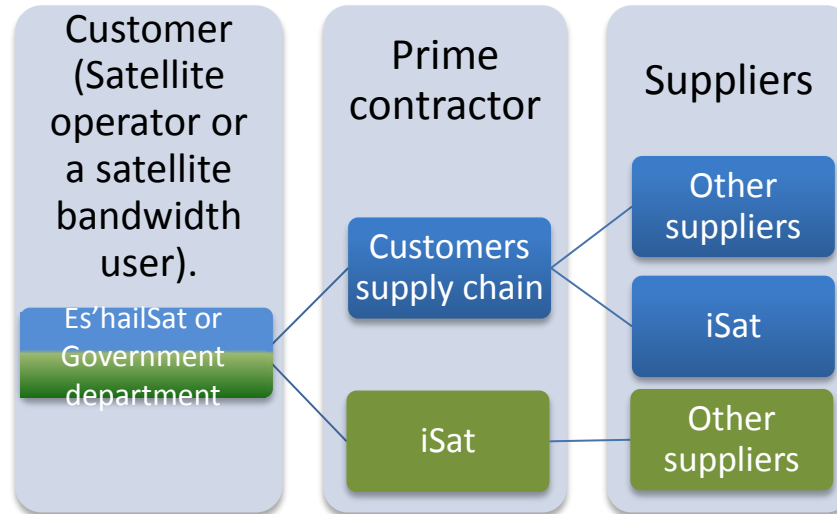 Customer
(Satellite
operator or
a satellite
bandwidth
user).
Es’hailSat or
Government
department
Prime
contractor
Customers
supply chain
iSat
Suppliers
Other
suppliers
iSat
Other
suppliers